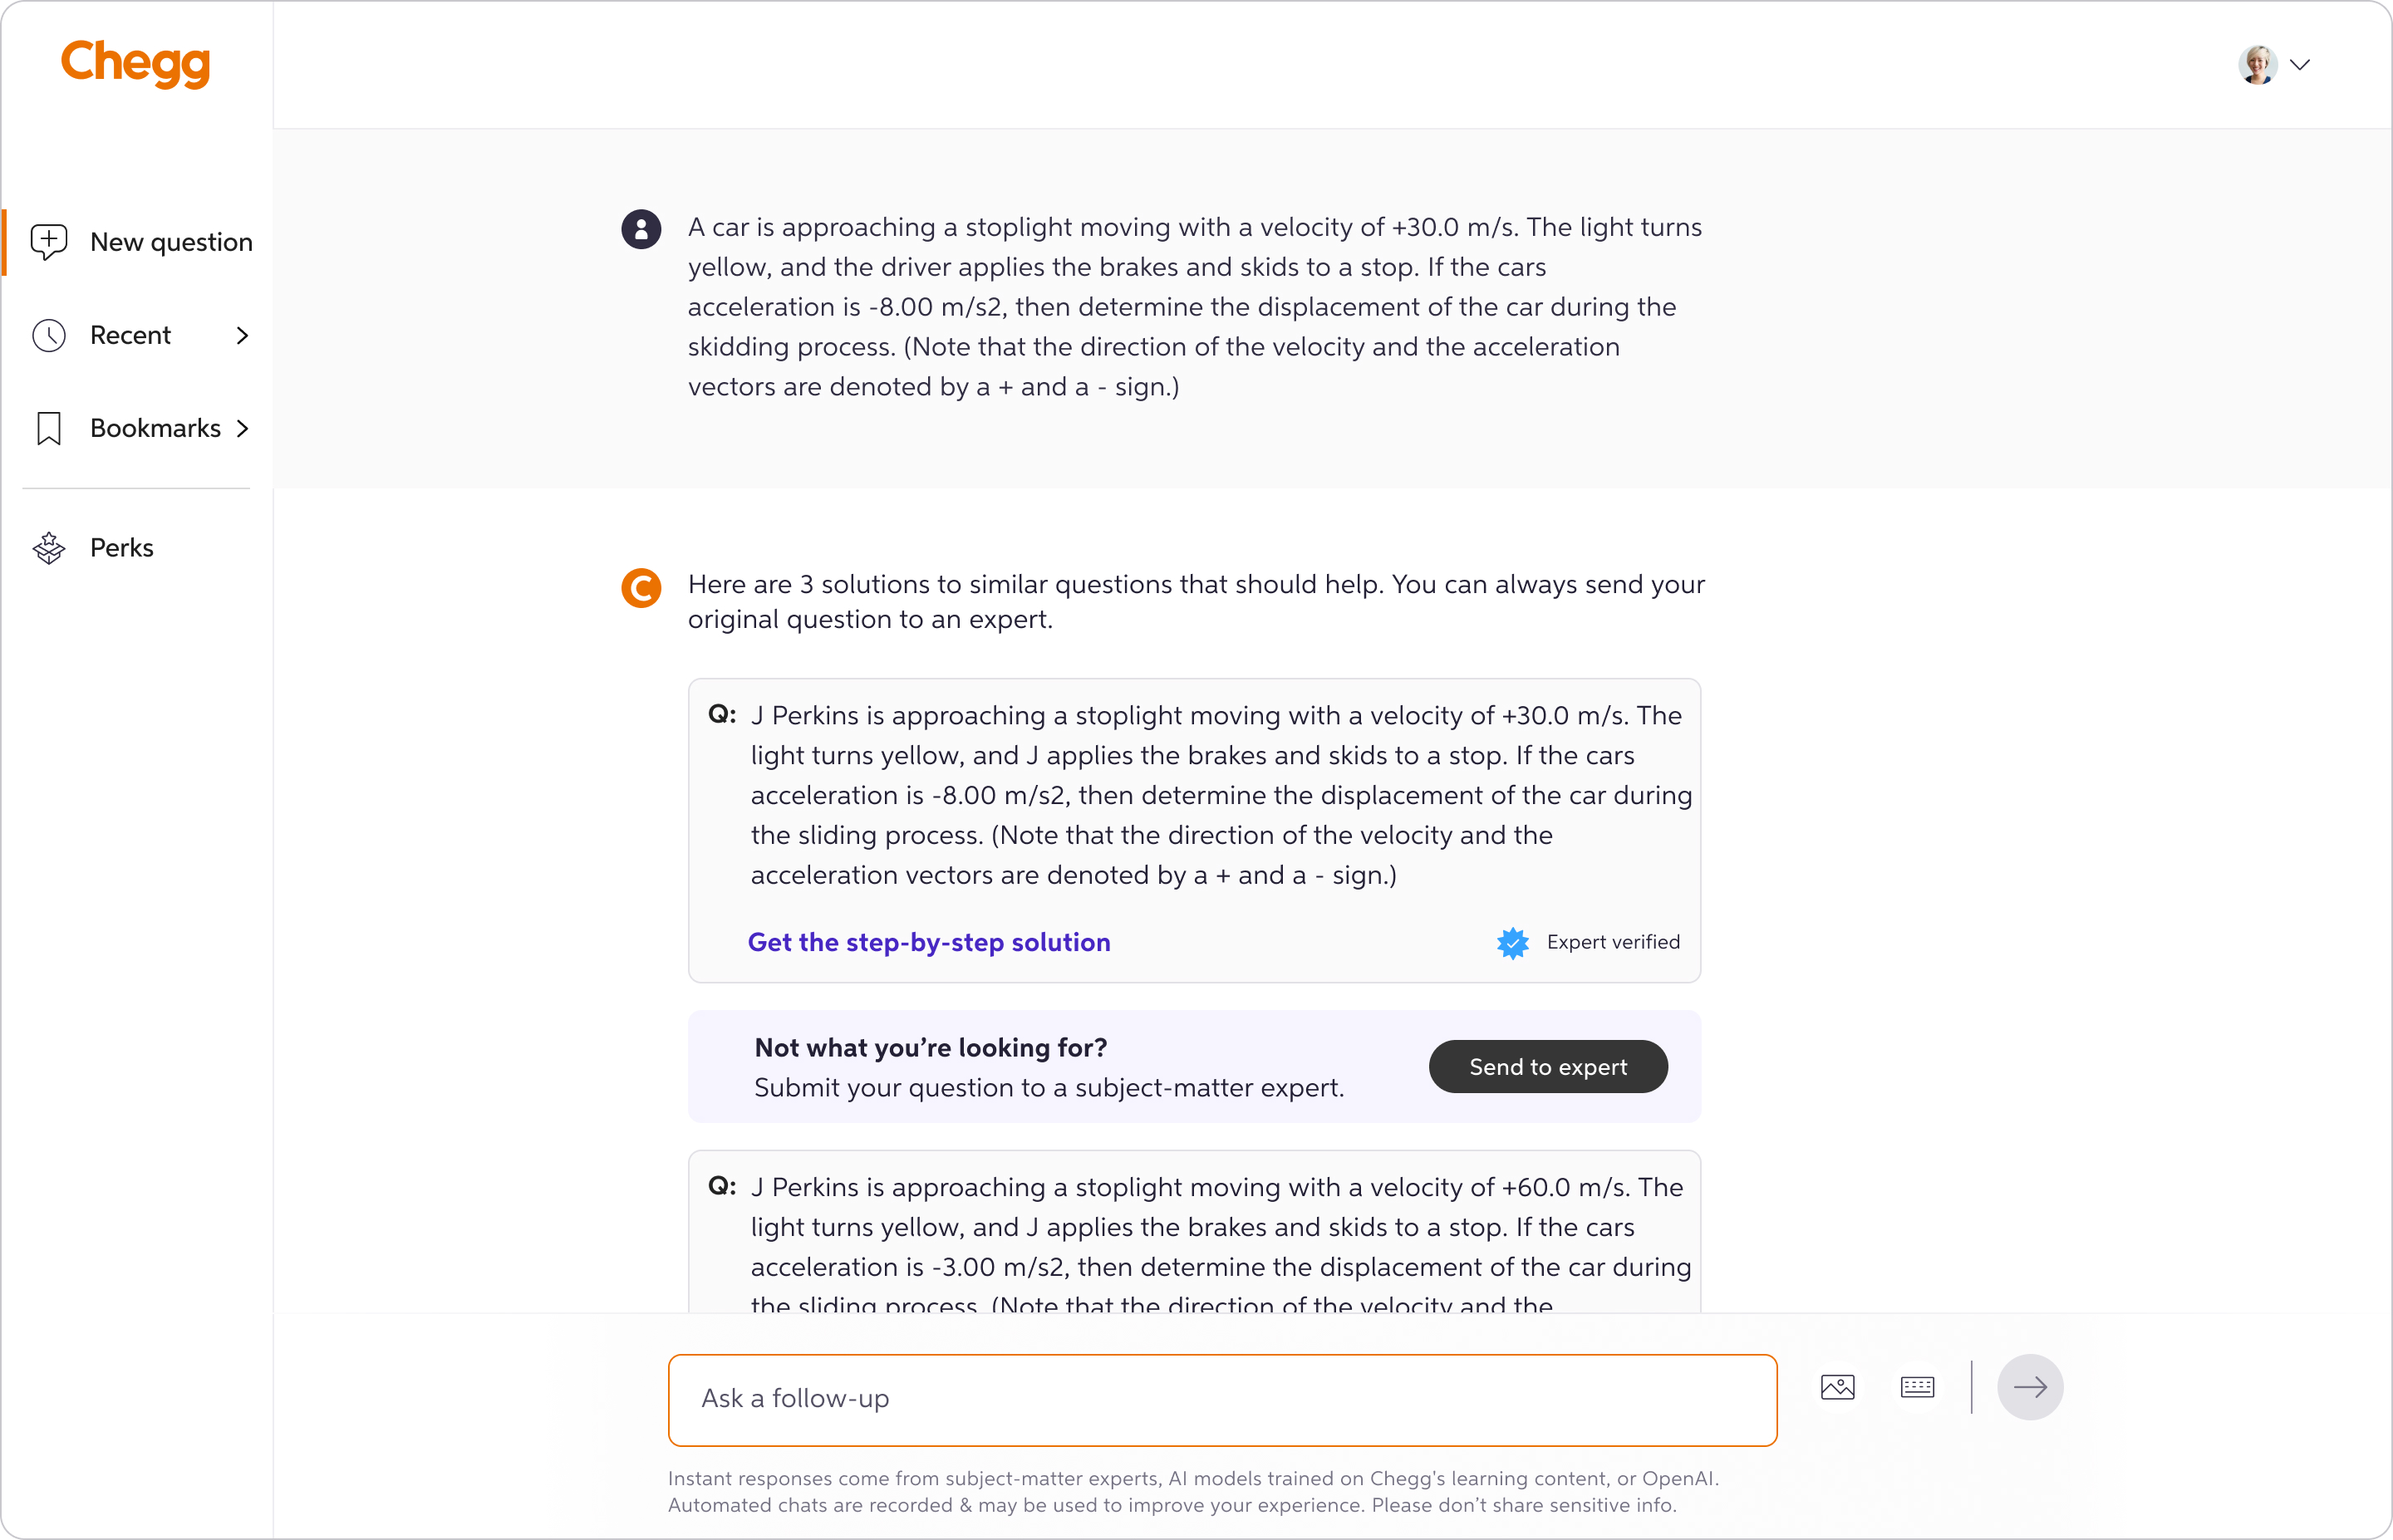 Chegg
New question
Recent
Bookmarks
Perks
A car is approaching a stoplight moving with a velocity of +30.0 m/s. The light turns
yellow, and the driver applies the brakes and skids to a stop. If the cars
acceleration is -8.00 m/s2, then determine the displacement of the car during the
skidding process. (Note that the direction of the velocity and the acceleration
vectors are denoted by a + and a - sign.)
C
Here are 3 solutions to similar questions that should help. You can always send your
original question to an expert.
Q: J Perkins is approaching a stoplight moving with a velocity of +30.0 m/s. The
light turns yellow, and J applies the brakes and skids to a stop. If the cars
acceleration is -8.00 m/s2, then determine the displacement of the car during
the sliding process. (Note that the direction of the velocity and the
acceleration vectors are denoted by a + and a - sign.)
Get the step-by-step solution
Expert verified
Not what you’re looking for?
Submit your question to a subject-matter expert.
Send to expert
Q: J Perkins is approaching a stoplight moving with a velocity of +60.0 m/s. The
light turns yellow, and J applies the brakes and skids to a stop. If the cars
acceleration is -3.00 m/s2, then determine the displacement of the car during
the sliding process. (Note that the direction of the velocity and the
Ask a follow-up
Instant responses come from subject-matter experts, AI models trained on Chegg's learning content, or OpenAI.
Automated chats are recorded & may be used to improve your experience. Please don’t share sensitive info.